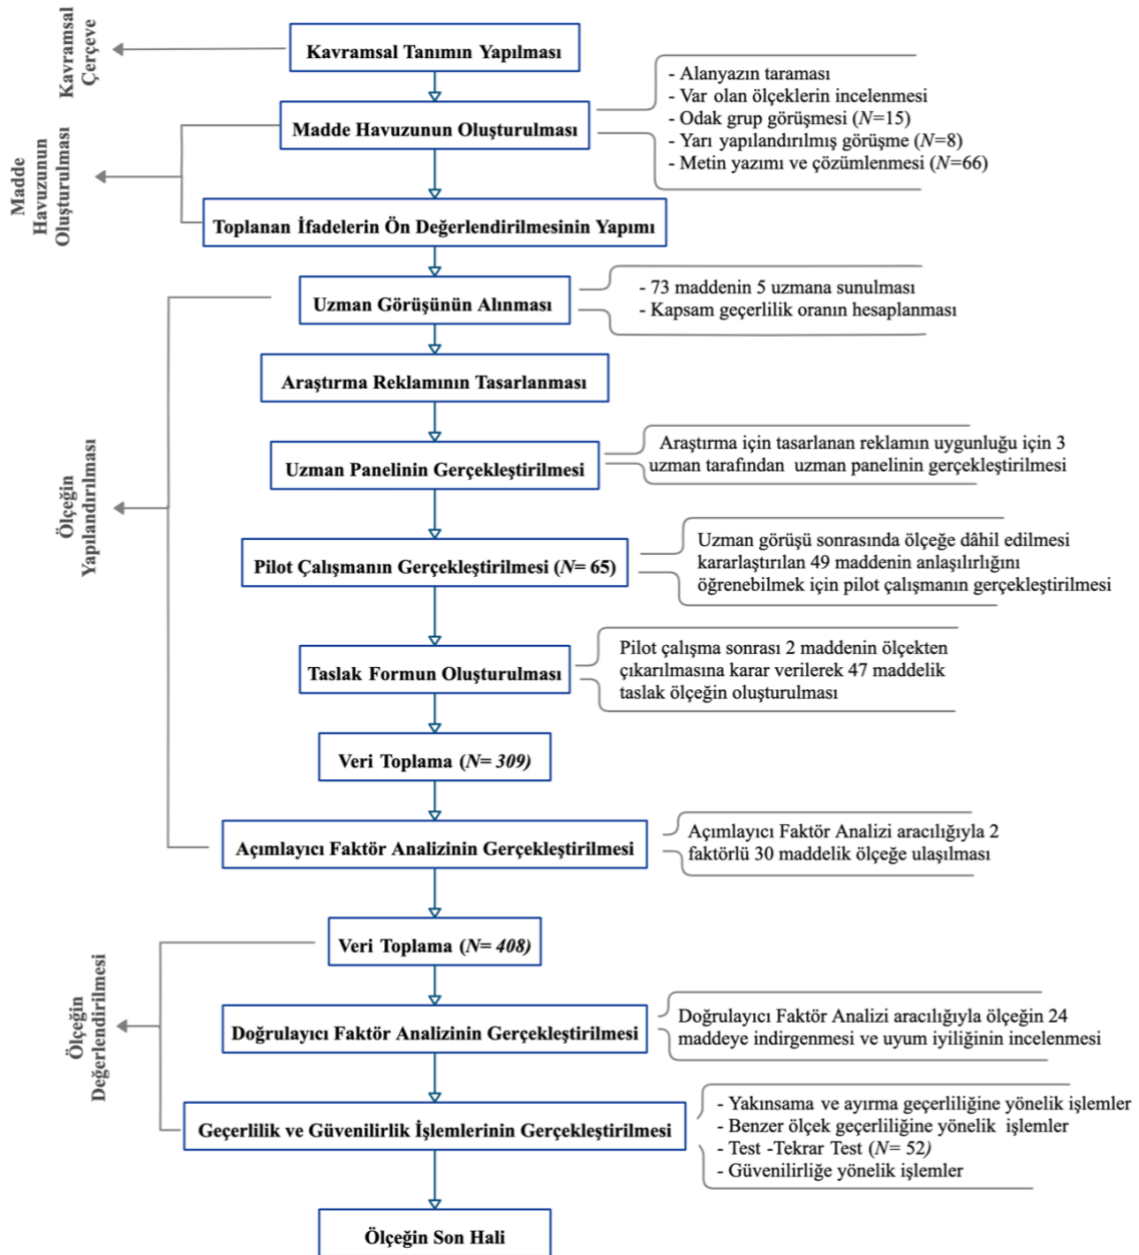 Kavramsal
Çerçeve
Kavramsal Tanımın Yapılması
Madde
Havuzunun
Oluşturulması
Madde Havuzunun Oluşturulması
- Alanyazın taraması
- Var olan ölçeklerin incelenmesi
- Odak grup görüşmesi (N=15)
- Yarı yapılandırılmış görüşme (N=8)
- Metin yazımı ve çözümlenmesi (N=66)
Toplanan İfadelerin Ön Değerlendirilmesinin Yapımı
Ölçeğin
Yapılandırılması
Uzman Görüşünün Alınması
- 73 maddenin 5 uzmana sunulması
- Kapsam geçerlilik oranın hesaplanması
Araştırma Reklamının Tasarlanması
Uzman Panelinin Gerçekleştirilmesi
Araştırma için tasarlanan reklamın uygunluğu için 3
uzman tarafından uzman panelinin gerçekleştirilmesi
Pilot Çalışmanın Gerçekleştirilmesi (N= 65)
Uzman görüşü sonrasında ölçeğe dâhil edilmesi
kararlaştırılan 49 maddenin anlaşılırlığını
öğrenebilmek için pilot çalışmanın gerçekleştirilmesi
Taslak Formun Oluşturulması
Pilot çalışma sonrası 2 maddenin ölçekten
çıkarılmasına karar verilerek 47 maddelik
taslak ölçeğin oluşturulması
Veri Toplama (N= 309)
Açımlayıcı Faktör Analizinin Gerçekleştirilmesi
Açımlayıcı Faktör Analizi aracılığıyla 2
faktörlü 30 maddelik ölçeğe ulaşılması
Ölçeğin
Değerlendirilmesi
Veri Toplama (N= 408)
Doğrulayıcı Faktör Analizinin Gerçekleştirilmesi
Doğrulayıcı Faktör Analizi aracılığıyla ölçeğin 24
maddeye indirgenmesi ve uyum iyiliğinin incelenmesi
Geçerlilik ve Güvenilirlik İşlemlerinin Gerçekleştirilmesi
- Yakınsama ve ayırma geçerliliğine yönelik işlemler
- Benzer ölçek geçerliliğine yönelik işlemler
- Test -Tekrar Test (N= 52)
- Güvenilirliğe yönelik işlemler
Ölçeğin Son Hali